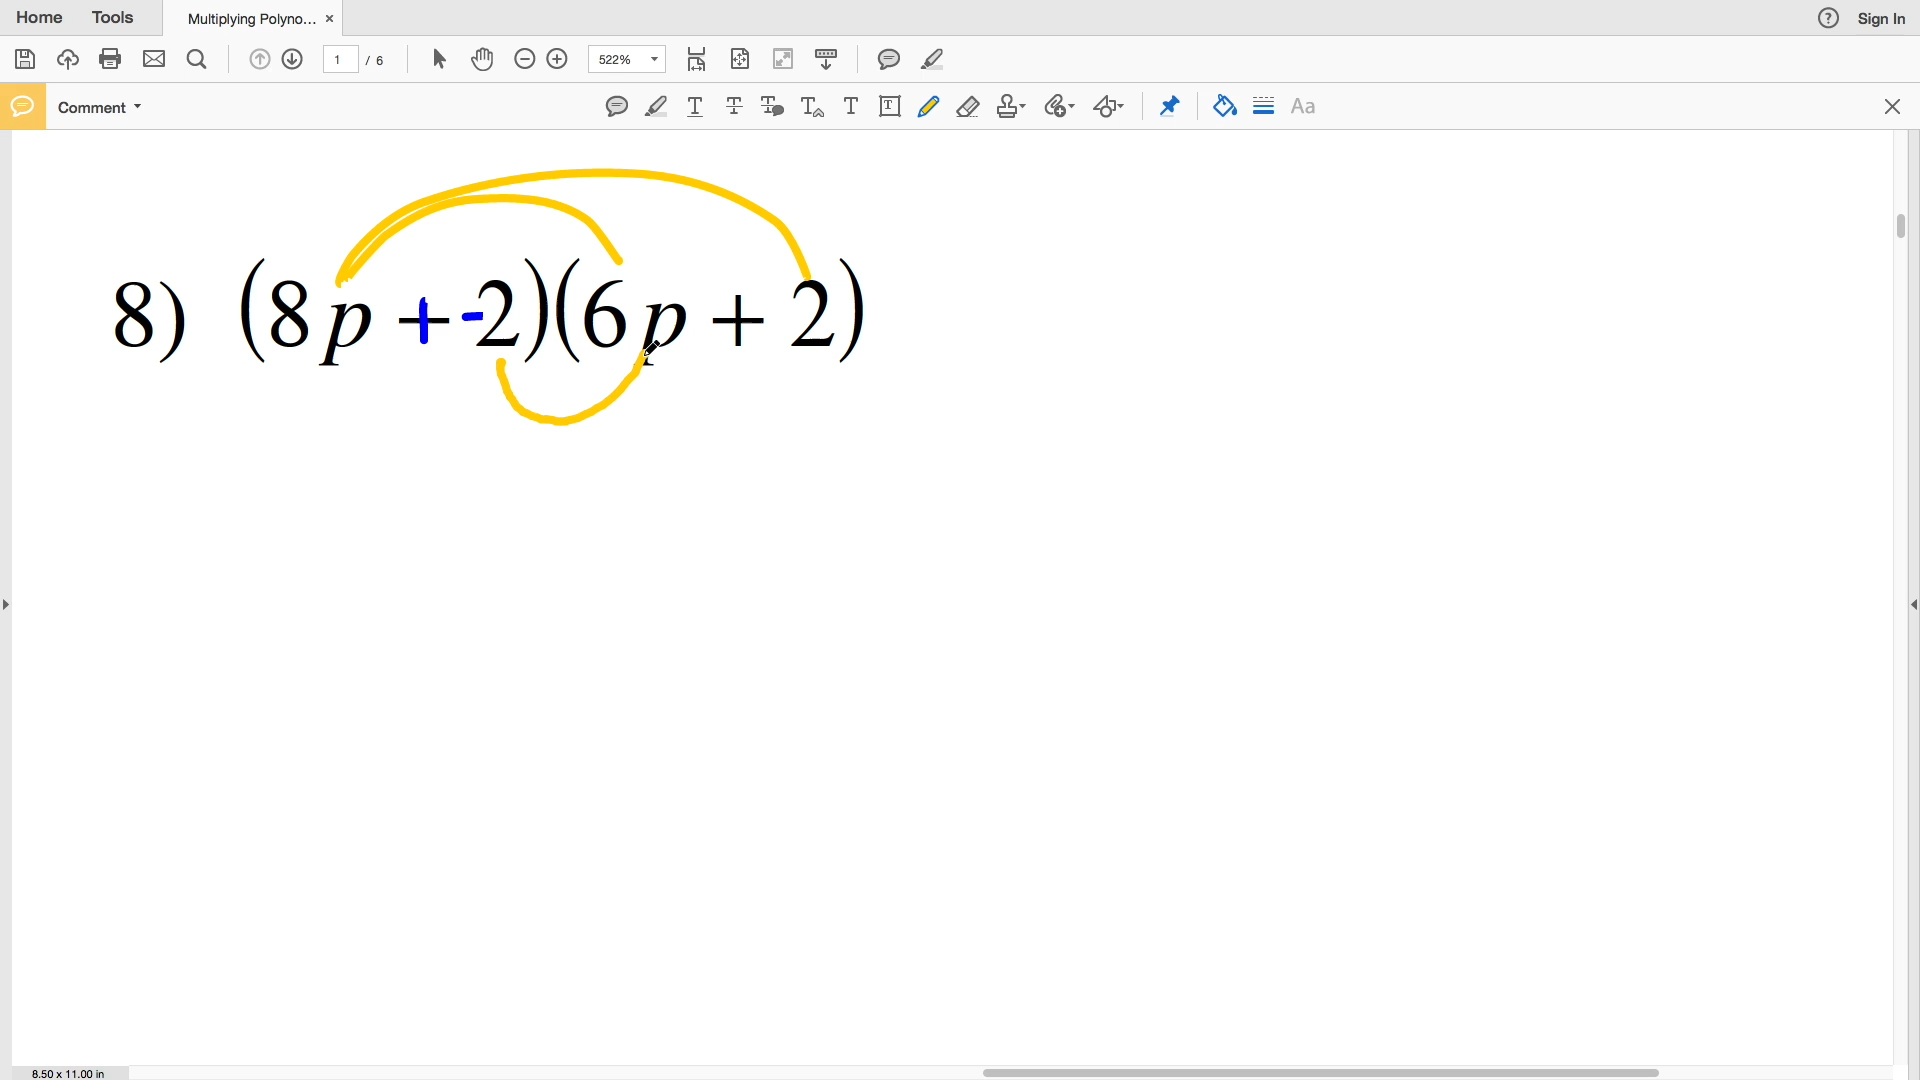 Home Tools Multiplying Polyno... × Sign In
1 / 6 522%
Comment Aa
8) (8p + -2)(6p + 2)
8.50 x 11.00 in